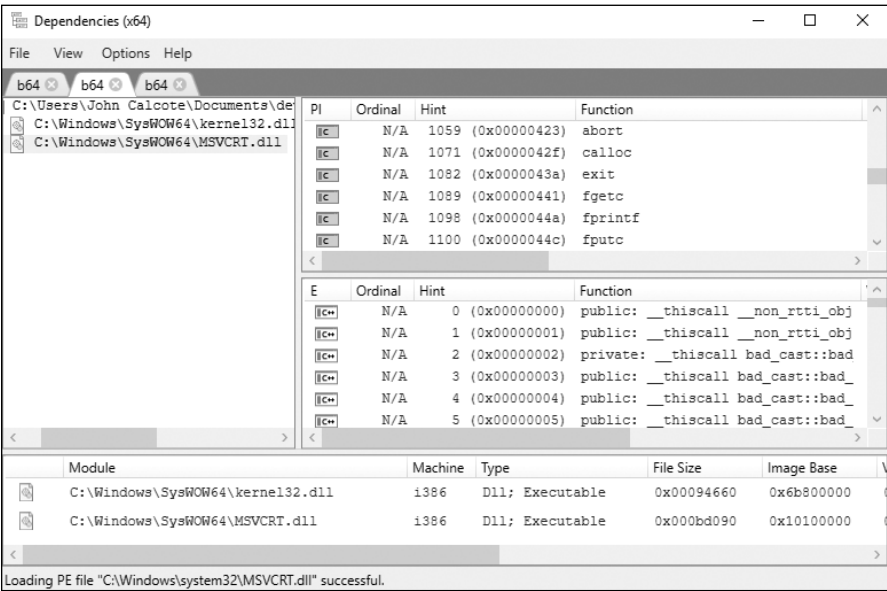 Dependencies (x64)
File View Options Help
b64 b64 b64
C:\Users\John Calcote\Documents\de
C:\Windows\SysWOW64\kernel32.dll
C:\Windows\SysWOW64\MSVCRT.dll
PI Ordinal Hint Function
C N/A 1059 (0x00000423) abort
C N/A 1071 (0x0000042f) calloc
C N/A 1082 (0x0000043a) exit
C N/A 1089 (0x00000441) fgetc
C N/A 1098 (0x0000044a) fprintf
C N/A 1100 (0x0000044c) fputc
E Ordinal Hint Function
C++ N/A 0 (0x00000000) public: __thiscall __non_rtti_obj
C++ N/A 1 (0x00000001) public: __thiscall __non_rtti_obj
C++ N/A 2 (0x00000002) private: __thiscall bad_cast::bad
C++ N/A 3 (0x00000003) public: __thiscall bad_cast::bad_
C++ N/A 4 (0x00000004) public: __thiscall bad_cast::bad_
C++ N/A 5 (0x00000005) public: __thiscall bad_cast::bad_
Module Machine Type File Size Image Base
C:\Windows\SysWOW64\kernel32.dll i386 Dll; Executable 0x00094660 0x6b800000
C:\Windows\SysWOW64\MSVCRT.dll i386 Dll; Executable 0x000bd090 0x10100000
Loading PE file "C:\Windows\system32\MSVCRT.dll" successful.